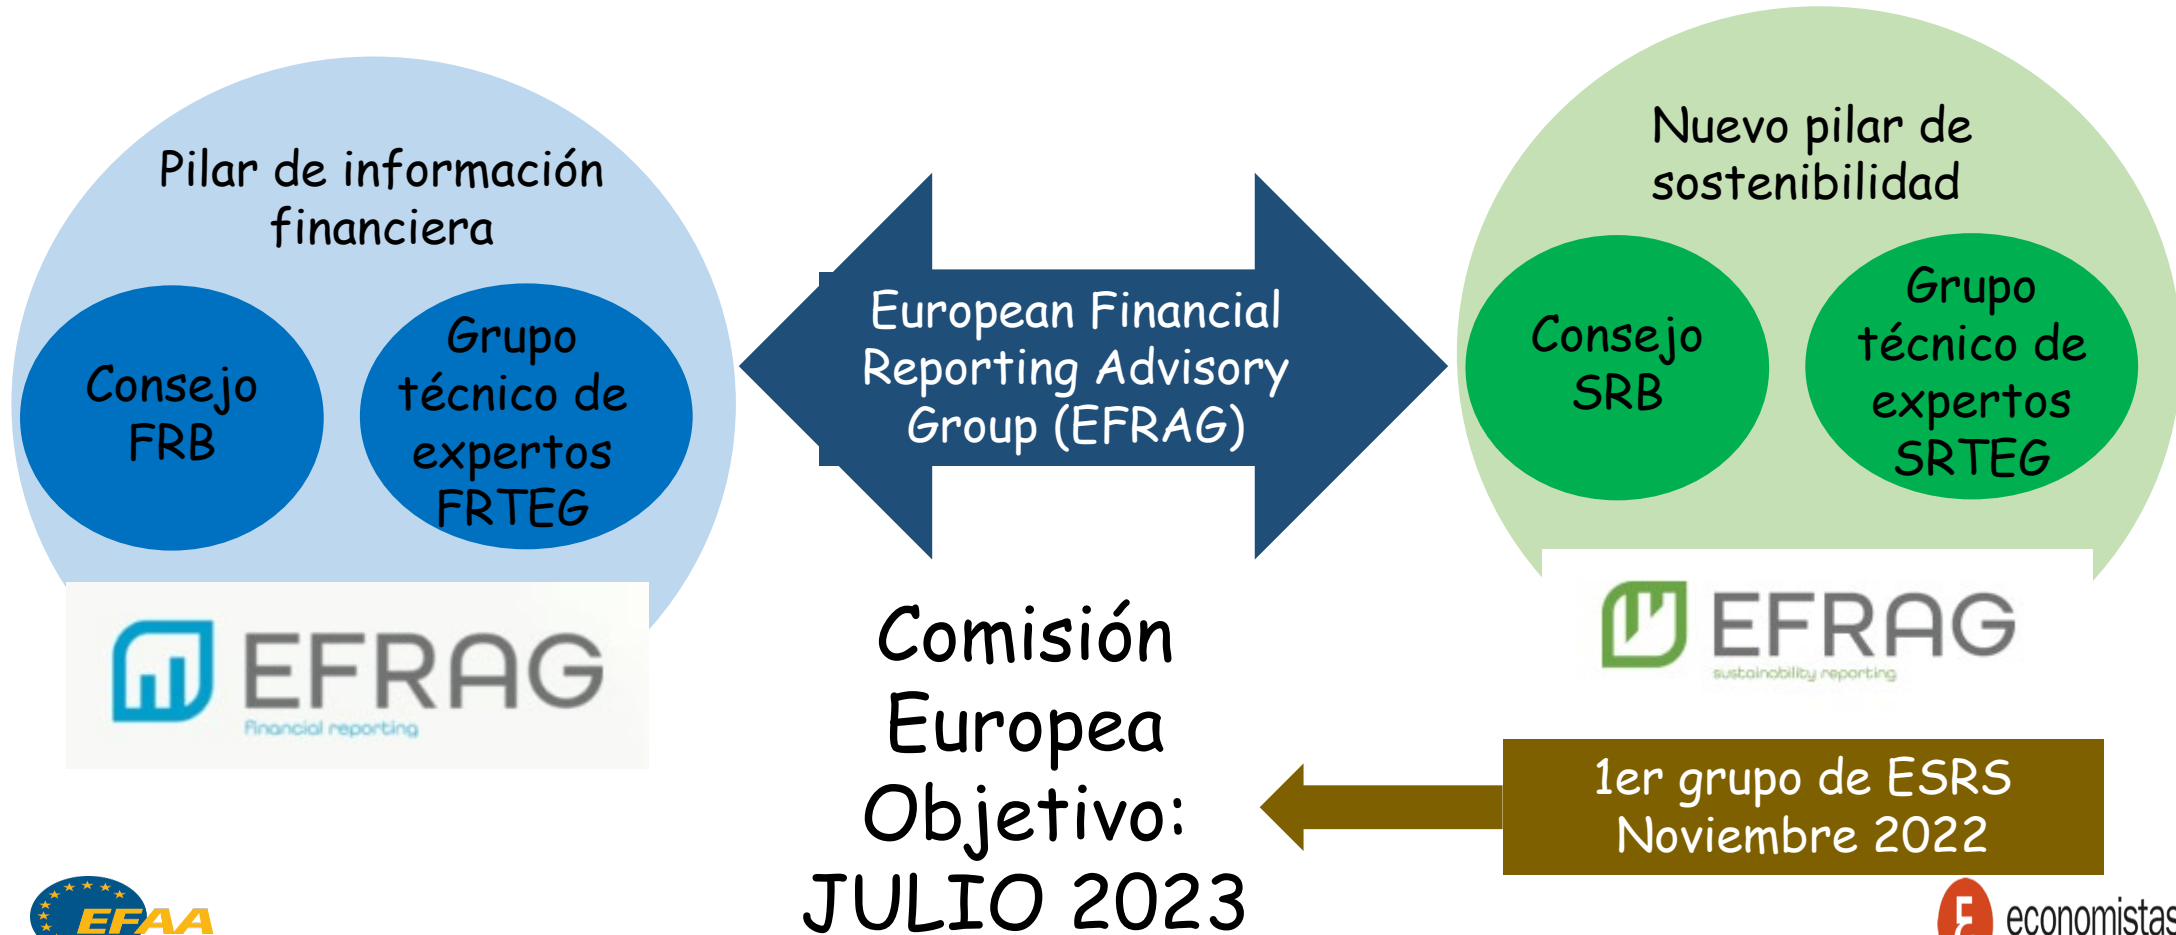 Pilar de información
financiera
Consejo
FRB
Grupo
técnico de
expertos
FRTEG
EFRAG
Financial reporting
European Financial
Reporting Advisory
Group (EFRAG)
Nuevo pilar de
sostenibilidad
Consejo
SRB
Grupo
técnico de
expertos
SRTEG
EFRAG
sustainability reporting
Comisión
Europea
Objetivo:
JULIO 2023
1er grupo de ESRS
Noviembre 2022
EFAA
economistas